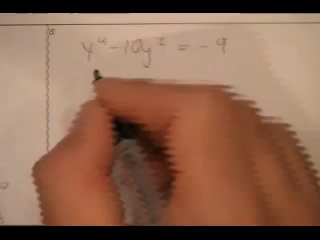 y⁴ - 10y² = -9